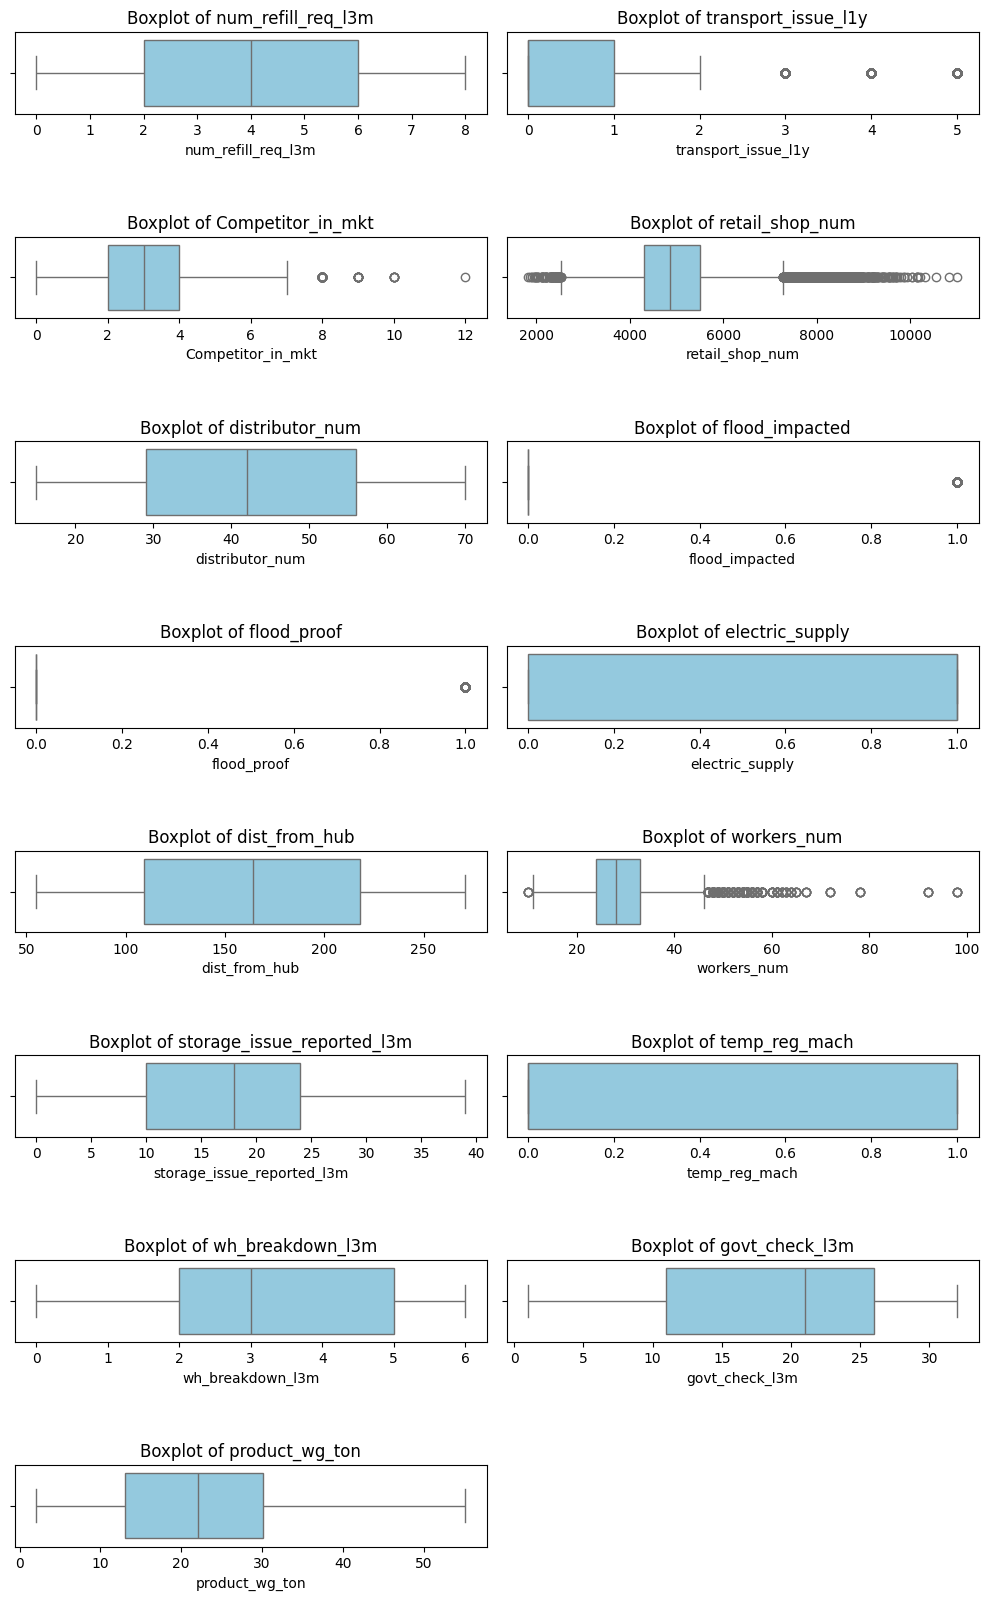 Boxplot of num_refill_req_l3m
0 1 2 3 4 5 6 7 8
num_refill_req_l3m
Boxplot of transport_issue_l1y
0 1 2 3 4 5
transport_issue_l1y
Boxplot of Competitor_in_mkt
0 2 4 6 8 10 12
Competitor_in_mkt
Boxplot of retail_shop_num
2000 4000 6000 8000 10000
retail_shop_num
Boxplot of distributor_num
20 30 40 50 60 70
distributor_num
Boxplot of flood_impacted
0.0 0.2 0.4 0.6 0.8 1.0
flood_impacted
Boxplot of flood_proof
0.0 0.2 0.4 0.6 0.8 1.0
flood_proof
Boxplot of electric_supply
0.0 0.2 0.4 0.6 0.8 1.0
electric_supply
Boxplot of dist_from_hub
50 100 150 200 250
dist_from_hub
Boxplot of workers_num
20 40 60 80 100
workers_num
Boxplot of storage_issue_reported_l3m
0 5 10 15 20 25 30 35 40
storage_issue_reported_l3m
Boxplot of temp_reg_mach
0.0 0.2 0.4 0.6 0.8 1.0
temp_reg_mach
Boxplot of wh_breakdown_l3m
0 1 2 3 4 5 6
wh_breakdown_l3m
Boxplot of govt_check_l3m
0 5 10 15 20 25 30
govt_check_l3m
Boxplot of product_wg_ton
0 10 20 30 40 50
product_wg_ton